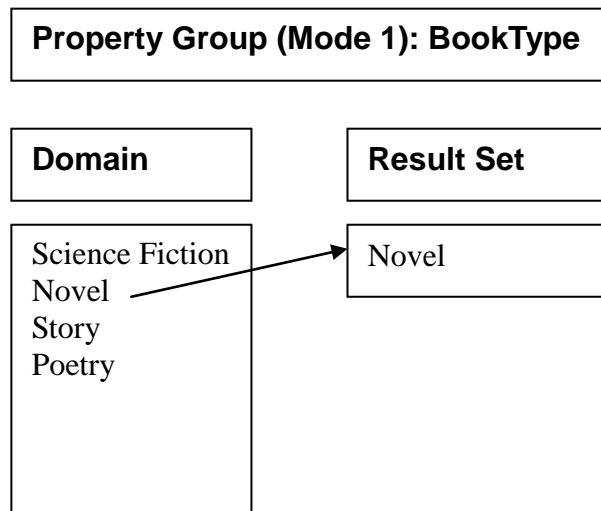 Property Group (Mode 1): BookType
Domain
Result Set
Science Fiction
Novel
Story
Poetry
Novel